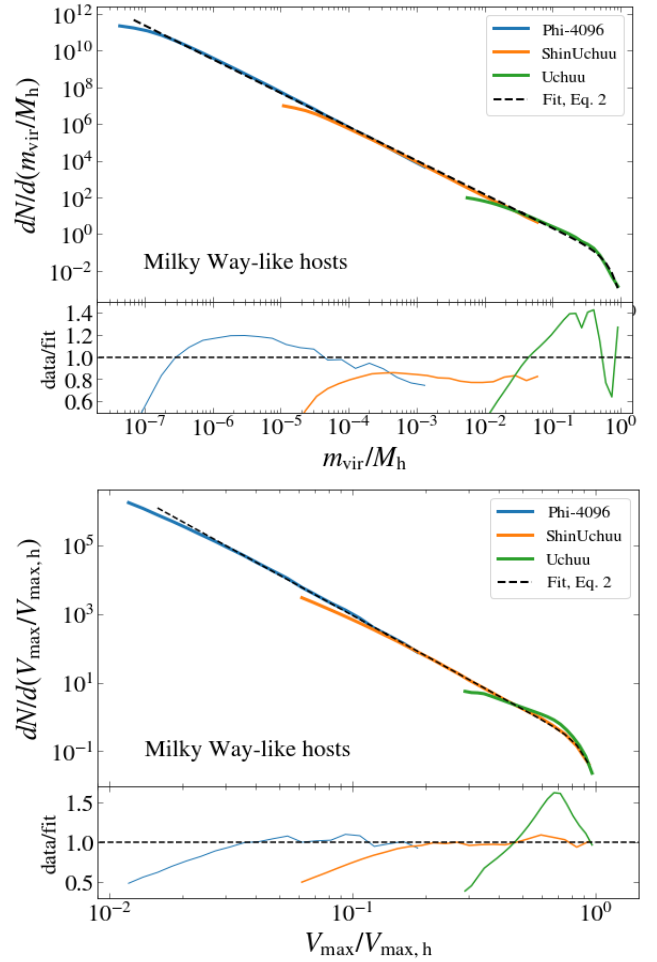 10^12
10^10
10^8
10^6
10^4
10^2
10^0
10^−2
dN/d(m_vir/M_h)
Phi-4096
ShinUchuu
Uchuu
Fit, Eq. 2
Milky Way-like hosts
1.4
1.2
1.0
0.8
0.6
data/fit
10^−7 10^−6 10^−5 10^−4 10^−3 10^−2 10^−1 10^0
m_vir/M_h
10^5
10^3
10^1
10^−1
dN/d(V_max/V_max, h)
Phi-4096
ShinUchuu
Uchuu
Fit, Eq. 2
Milky Way-like hosts
1.5
1.0
0.5
data/fit
10^−2 10^−1 10^0
V_max/V_max, h